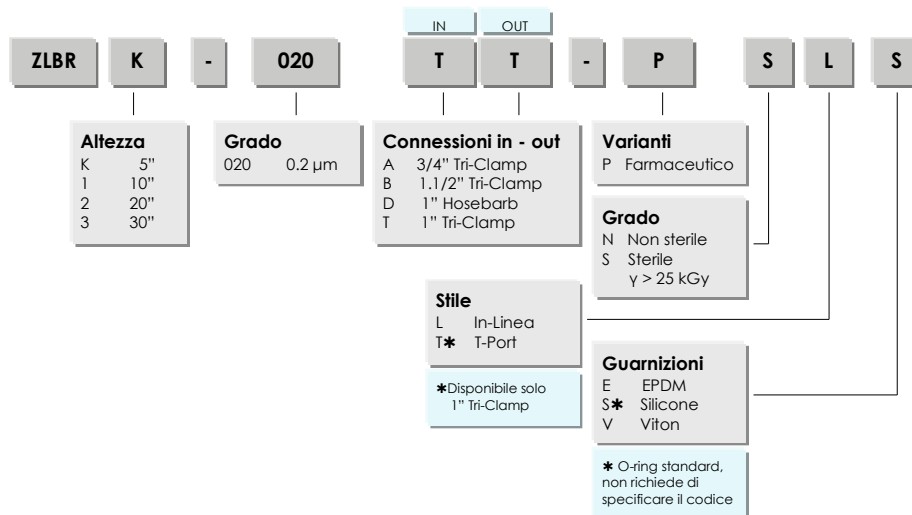 IN OUT
ZLBR K - 020 T T - P S L S
Altezza
K 5”
1 10”
2 20”
3 30”
Grado
020 0.2 µm
Connessioni in - out
A 3/4” Tri-Clamp
B 1.1/2” Tri-Clamp
D 1” Hosebarb
T 1” Tri-Clamp
Varianti
P Farmaceutico
Grado
N Non sterile
S Sterile
γ > 25 kGy
Stile
L In-Linea
T✱ T-Port
✱Disponibile solo
1” Tri-Clamp
Guarnizioni
E EPDM
S✱ Silicone
V Viton
✱ O-ring standard,
non richiede di
specificare il codice